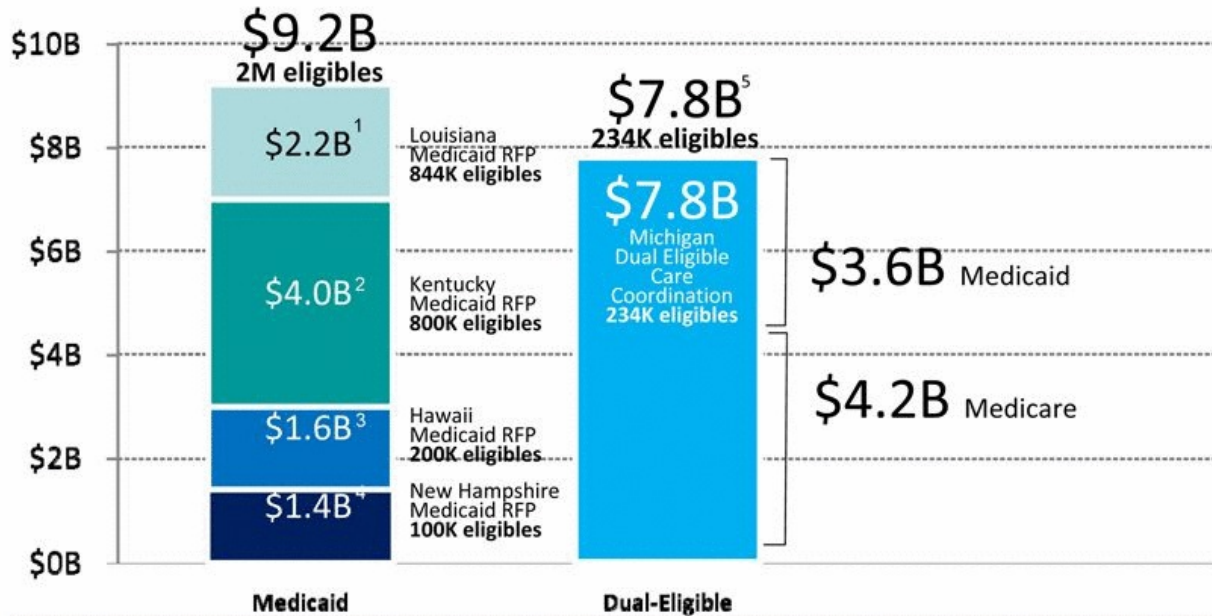 $10B
$8B
$6B
$4B
$2B
$0B
$9.2B
2M eligibles
$2.2B1
Louisiana
Medicaid RFP
844K eligibles
$4.0B2
Kentucky
Medicaid RFP
800K eligibles
$1.6B3
Hawaii
Medicaid RFP
200K eligibles
$1.4B4
New Hampshire
Medicaid RFP
100K eligibles
Medicaid
$7.8B5
234K eligibles
$7.8B
Michigan
Dual Eligible
Care
Coordination
234K eligibles
Dual-Eligible
$3.6B Medicaid
$4.2B Medicare